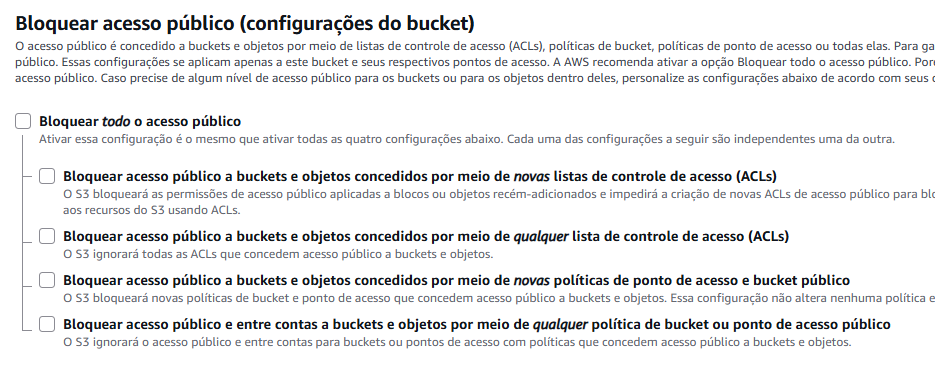 Bloquear acesso público (configurações do bucket)
O acesso público é concedido a buckets e objetos por meio de listas de controle de acesso (ACLs), políticas de bucket, políticas de ponto de acesso ou todas elas. Para ga
público. Essas configurações se aplicam apenas a este bucket e seus respectivos pontos de acesso. A AWS recomenda ativar a opção Bloquear todo o acesso público. Por
acesso público. Caso precise de algum nível de acesso público para os buckets ou para os objetos dentro deles, personalize as configurações abaixo de acordo com seus
Bloquear todo o acesso público
Ativar essa configuração é o mesmo que ativar todas as quatro configurações abaixo. Cada uma das configurações a seguir são independentes uma da outra.
Bloquear acesso público a buckets e objetos concedidos por meio de novas listas de controle de acesso (ACLs)
O S3 bloqueará as permissões de acesso público aplicadas a blocos ou objetos recém-adicionados e impedirá a criação de novas ACLs de acesso público para blo
aos recursos do S3 usando ACLs.
Bloquear acesso público a buckets e objetos concedidos por meio de qualquer lista de controle de acesso (ACLs)
O S3 ignorará todas as ACLs que concedem acesso público a buckets e objetos.
Bloquear acesso público a buckets e objetos concedidos por meio de novas políticas de ponto de acesso e bucket público
O S3 bloqueará novas políticas de bucket e ponto de acesso que concedem acesso público a buckets e objetos. Essa configuração não altera nenhuma política e
Bloquear acesso público e entre contas a buckets e objetos por meio de qualquer política de bucket ou ponto de acesso público
O S3 ignorará o acesso público e entre contas para buckets ou pontos de acesso com políticas que concedem acesso público a buckets e objetos.